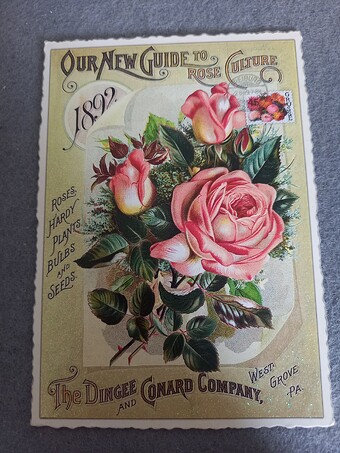 OUR NEW GUIDE TO
ROSE CULTURE
1892
ROSES.
HARDY
PLANTS
BULBS
AND
SEEDS.
THE DINGEE AND CONARD COMPANY,
WEST
GROVE
PA.